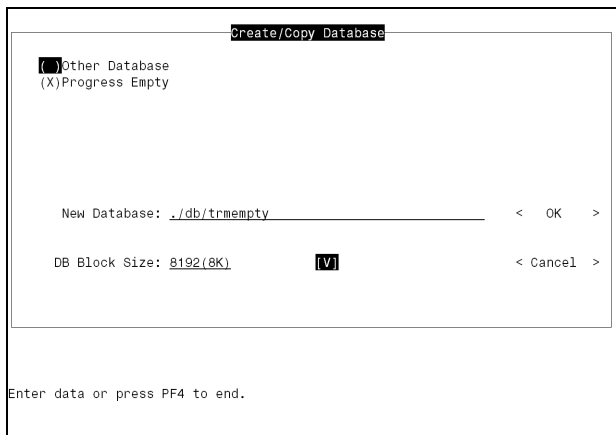 Create/Copy Database
( )Other Database
(X)Progress Empty
New Database: ./db/trmempty < OK >
DB Block Size: 8192(8K) [V] < Cancel >
Enter data or press PF4 to end.